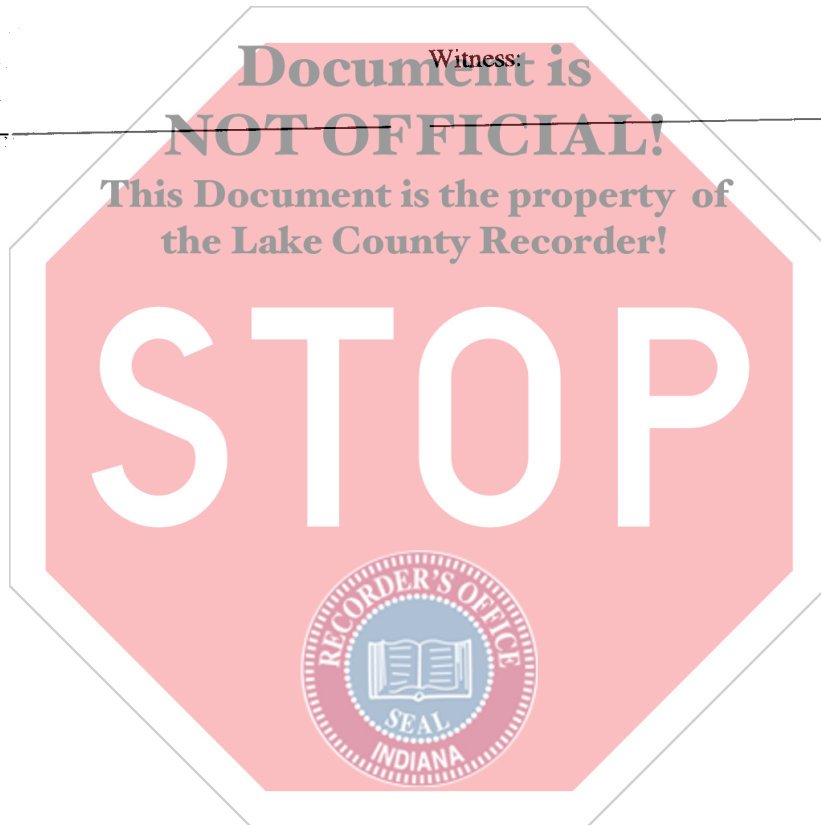 Witness:
Document is
NOT OFFICIAL!
This Document is the property of
the Lake County Recorder!
STOP
RECORDER'S OFFICE
SEAL
INDIANA